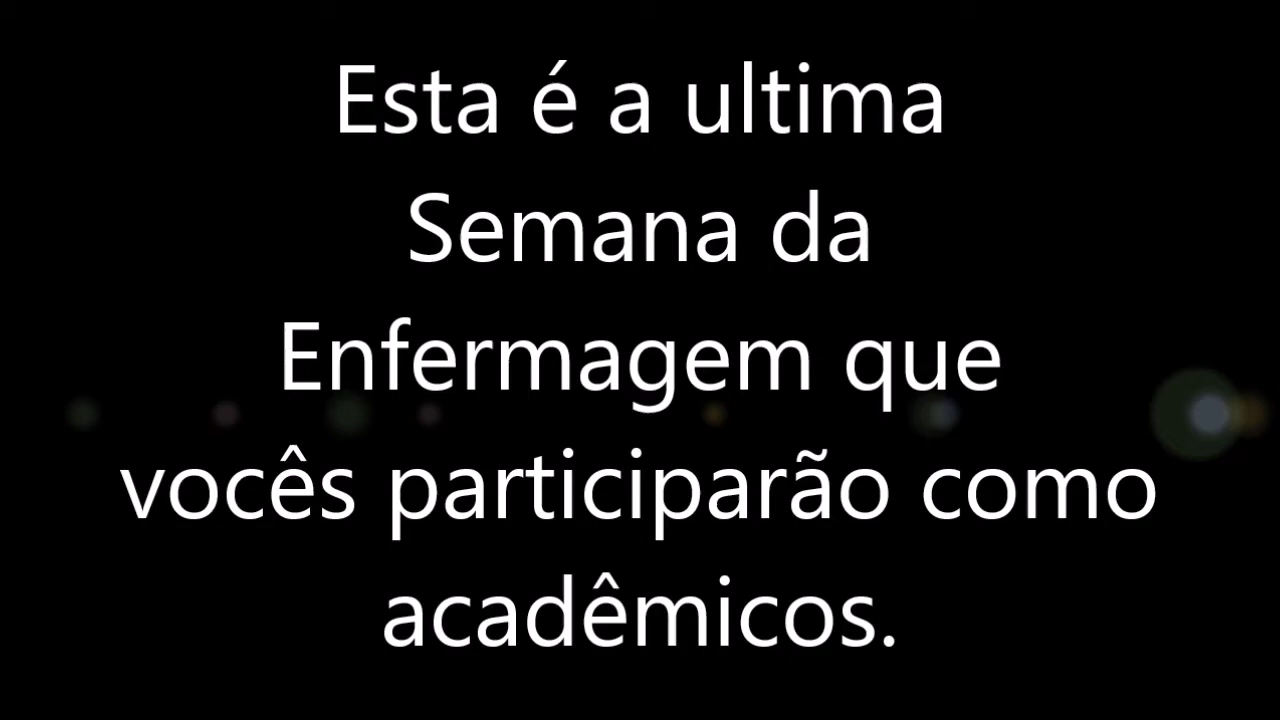 Esta é a ultima
Semana da
Enfermagem que
vocês participarão como
acadêmicos.